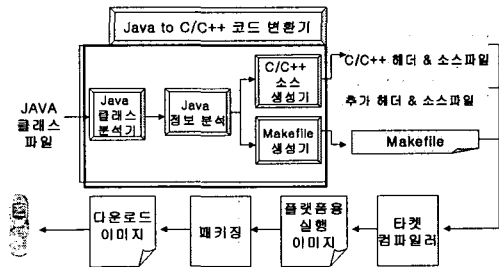 Java to C/C++ 코드 변환기
JAVA
클래스
파일
Java
클래스
분석기
Java
정보 분석
C/C++
소스
생성기
Makefile
생성기
C/C++ 헤더 & 소스파일
추가 헤더 & 소스파일
Makefile
다운로드
이미지
패키징
플랫폼용
실행
이미지
타켓
컴파일러